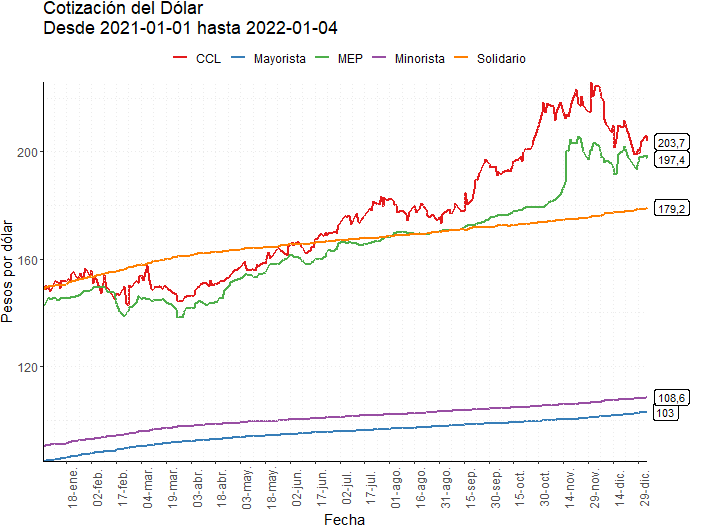 Cotización del Dólar
Desde 2021-01-01 hasta 2022-01-04
CCL Mayorista MEP Minorista Solidario
Pesos por dólar
200
160
120
203,7
197,4
179,2
108,6
103
18-ene.
02-feb.
17-feb.
04-mar.
19-mar.
03-abr.
18-abr.
03-may.
18-may.
02-jun.
17-jun.
02-jul.
17-jul.
01-ago.
16-ago.
31-ago.
15-sep.
30-sep.
15-oct.
30-oct.
14-nov.
29-nov.
14-dic.
29-dic.
Fecha